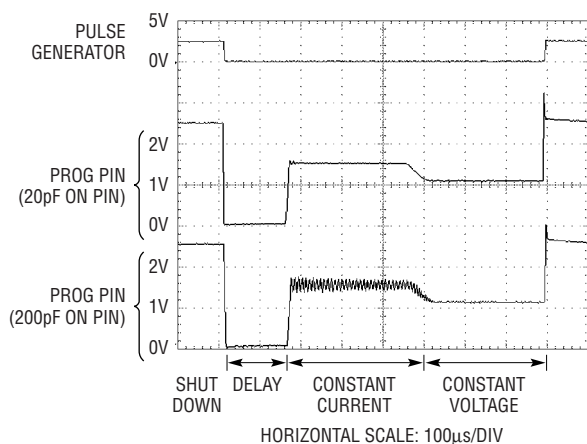 PULSE
GENERATOR
5V
0V
PROG PIN
(20pF ON PIN)
2V
1V
0V
PROG PIN
(200pF ON PIN)
2V
1V
0V
SHUT
DOWN
DELAY
CONSTANT
CURRENT
CONSTANT
VOLTAGE
HORIZONTAL SCALE: 100µs/DIV